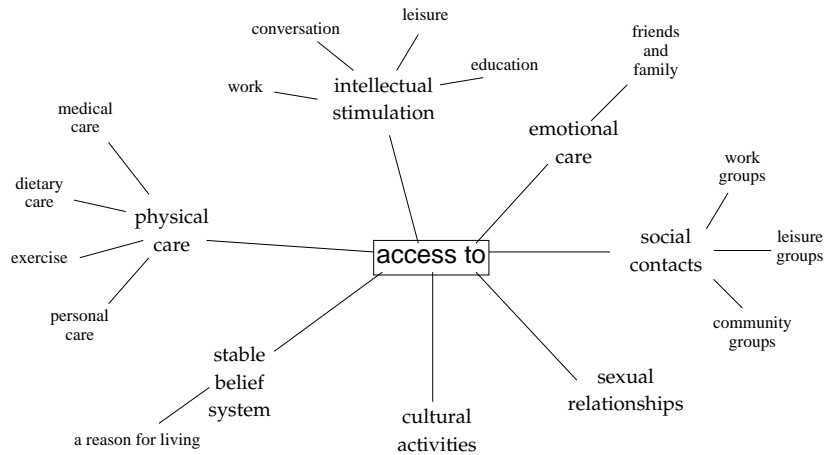 leisure
conversation
education
work
intellectual
stimulation
friends
and
family
emotional
care
medical
care
dietary
care
exercise
personal
care
physical
care
access to
work
groups
leisure
groups
community
groups
social
contacts
stable
belief
system
a reason for living
cultural
activities
sexual
relationships